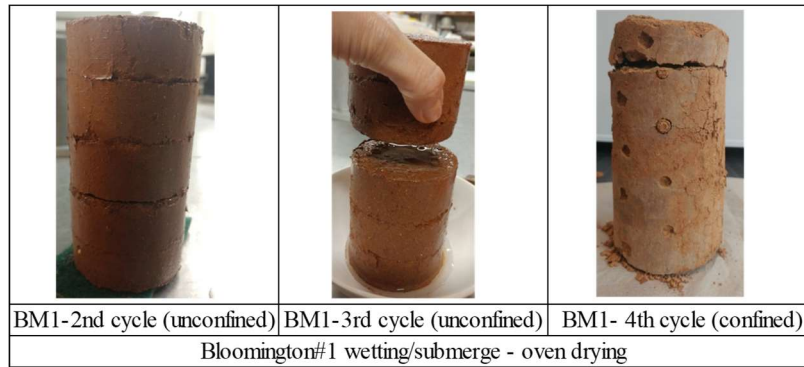 BM1-2nd cycle (unconfined)
BM1-3rd cycle (unconfined)
BM1- 4th cycle (confined)
Bloomington#1 wetting/submerge - oven drying